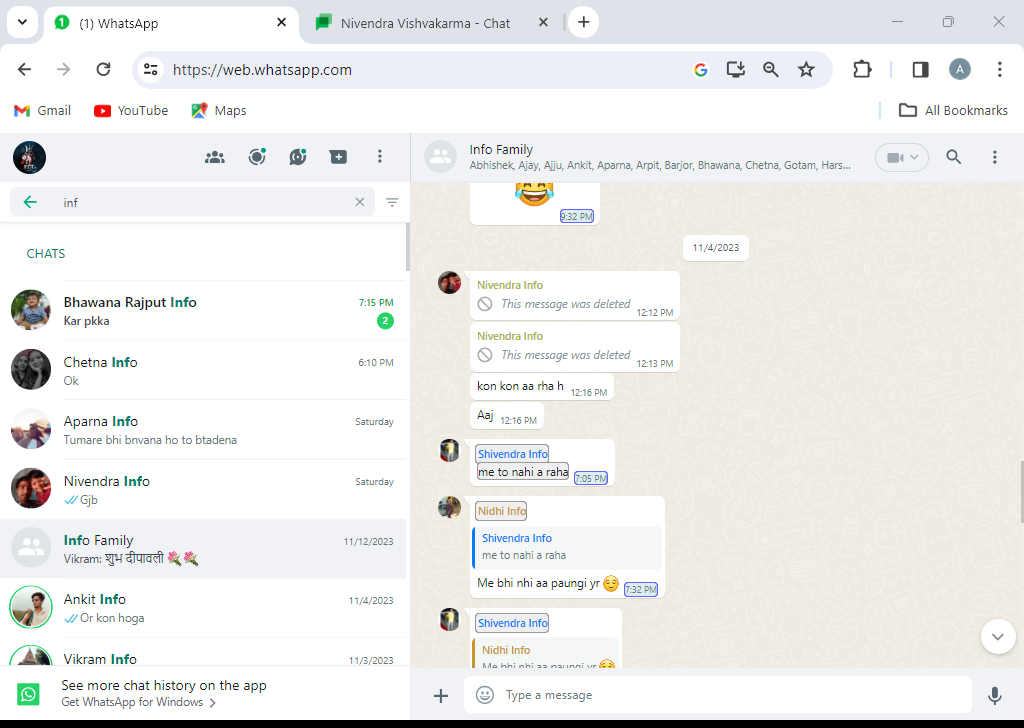 1
(1) WhatsApp
Nivendra Vishvakarma - Chat
https://web.whatsapp.com
A
Gmail
YouTube
Maps
All Bookmarks
inf
CHATS
Bhawana Rajput Info
7:15 PM
Kar pkka
2
Chetna Info
6:10 PM
Ok
Aparna Info
Saturday
Tumare bhi bnvana ho to btadena
Nivendra Info
Saturday
Gjb
Info Family
11/12/2023
Vikram: शुभ दीपावली 💐💐
Ankit Info
11/4/2023
Or kon hoga
Vikram Info
11/3/2023
See more chat history on the app
Get WhatsApp for Windows
Info Family
Abhishek, Ajay, Ajju, Ankit, Aparna, Arpit, Barjor, Bhawana, Chetna, Gotam, Hars...
9:32 PM
11/4/2023
Nivendra Info
This message was deleted
12:12 PM
Nivendra Info
This message was deleted
12:13 PM
kon kon aa rha h
12:16 PM
Aaj
12:16 PM
Shivendra Info
me to nahi a raha
7:05 PM
Nidhi Info
Shivendra Info
me to nahi a raha
Me bhi nhi aa paungi yr 😌
7:32 PM
Shivendra Info
Nidhi Info
Me bhi nhi aa paungi yr 😌
Type a message